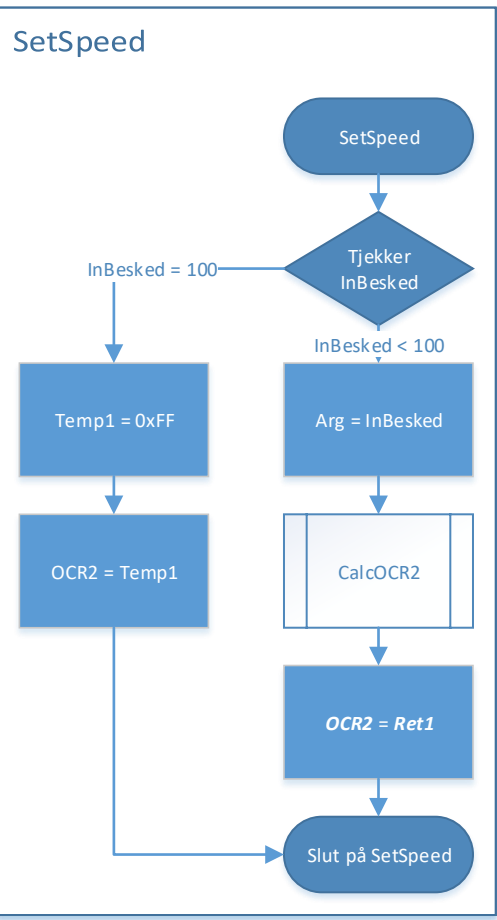 SetSpeed
SetSpeed
Tjekker
InBesked
InBesked = 100
InBesked < 100
Temp1 = 0xFF
Arg = InBesked
OCR2 = Temp1
CalcOCR2
OCR2 = Ret1
Slut på SetSpeed